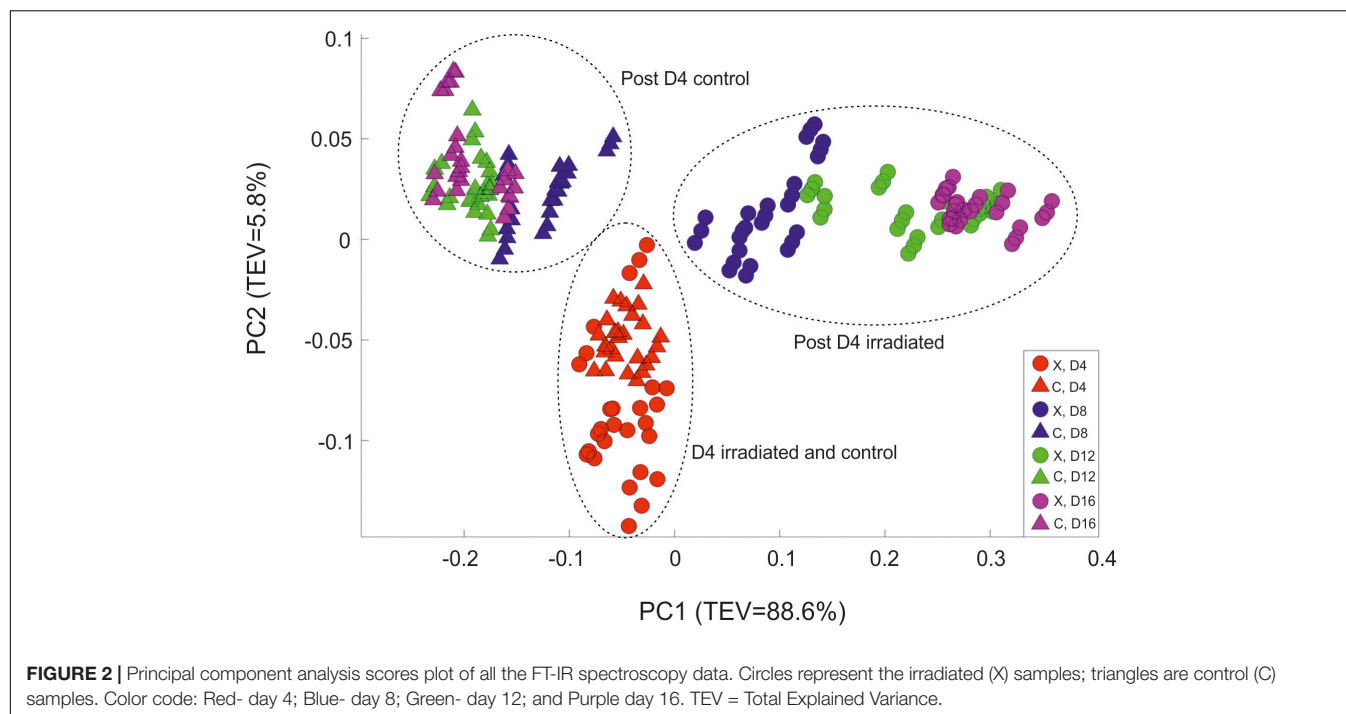 0.1
Post D4 control
0.05
PC2 (TEV=5.8%)
0
Post D4 irradiated
-0.05
X, D4
C, D4
X, D8
C, D8
X, D12
C, D12
X, D16
C, D16
-0.1
D4 irradiated and control
-0.2 -0.1 0 0.1 0.2 0.3 0.4
PC1 (TEV=88.6%)
FIGURE 2 | Principal component analysis scores plot of all the FT-IR spectroscopy data. Circles represent the irradiated (X) samples; triangles are control (C)
samples. Color code: Red- day 4; Blue- day 8; Green- day 12; and Purple day 16. TEV = Total Explained Variance.